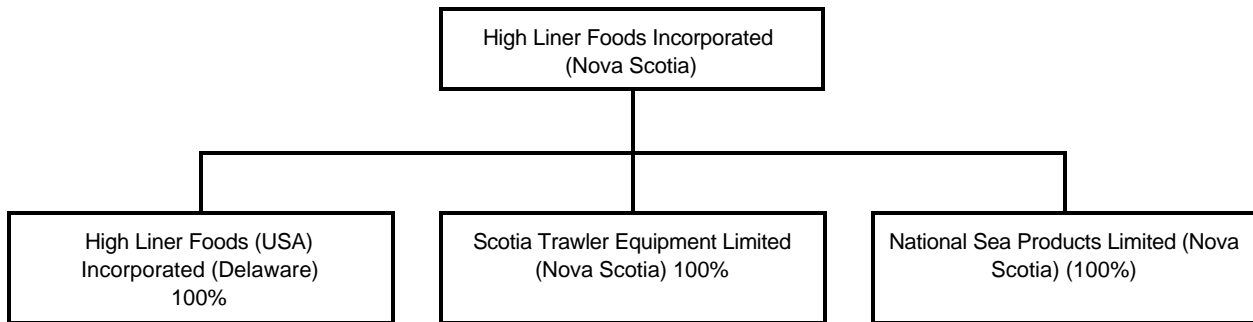 High Liner Foods Incorporated
(Nova Scotia)
High Liner Foods (USA)
Incorporated (Delaware)
100%
Scotia Trawler Equipment Limited
(Nova Scotia) 100%
National Sea Products Limited (Nova
Scotia) (100%)